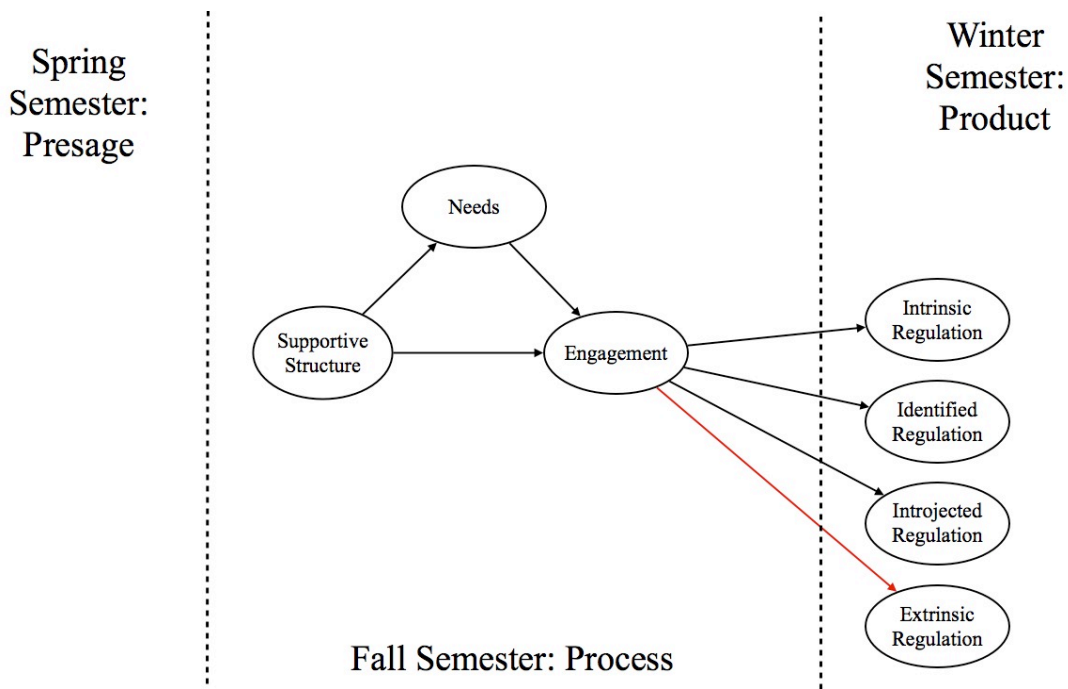 Spring
Semester:
Presage
Winter
Semester:
Product
Needs
Supportive
Structure
Engagement
Intrinsic
Regulation
Identified
Regulation
Introjected
Regulation
Extrinsic
Regulation
Fall Semester: Process